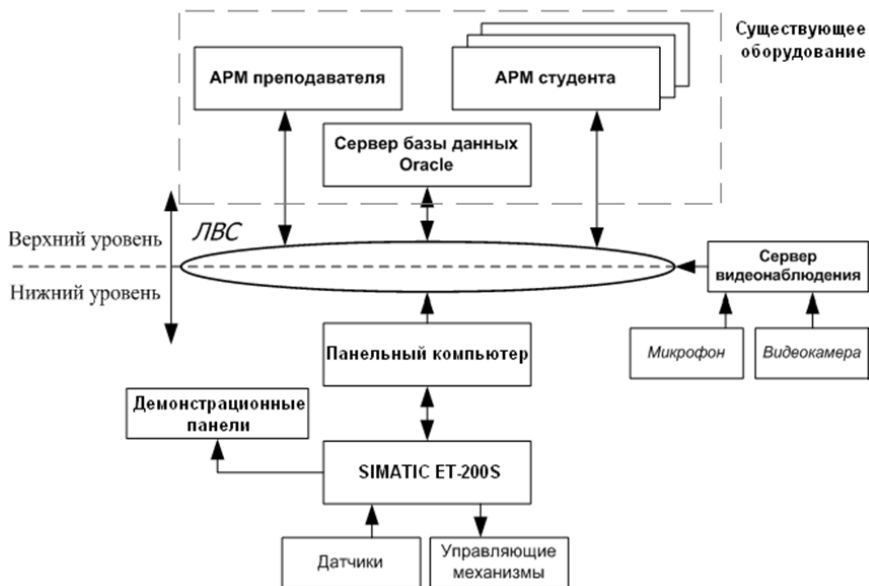 Существующее
оборудование
АРМ преподавателя
АРМ студента
Сервер базы данных
Oracle
ЛВС
Верхний уровень
Нижний уровень
Сервер
видеонаблюдения
Микрофон
Видеокамера
Панельный компьютер
Демонстрационные
панели
SIMATIC ET-200S
Датчики
Управляющие
механизмы